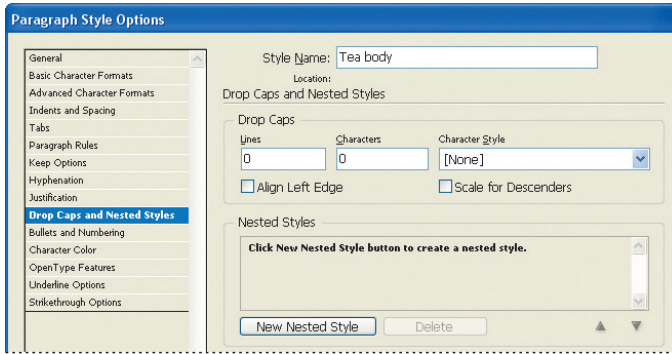 Paragraph Style Options
General
Basic Character Formats
Advanced Character Formats
Indents and Spacing
Tabs
Paragraph Rules
Keep Options
Hyphenation
Justification
Drop Caps and Nested Styles
Bullets and Numbering
Character Color
OpenType Features
Underline Options
Strikethrough Options
Style Name: Tea body
Location:
Drop Caps and Nested Styles
Drop Caps
Lines Characters Character Style
0 0 [None]
Align Left Edge Scale for Descenders
Nested Styles
Click New Nested Style button to create a nested style.
New Nested Style Delete